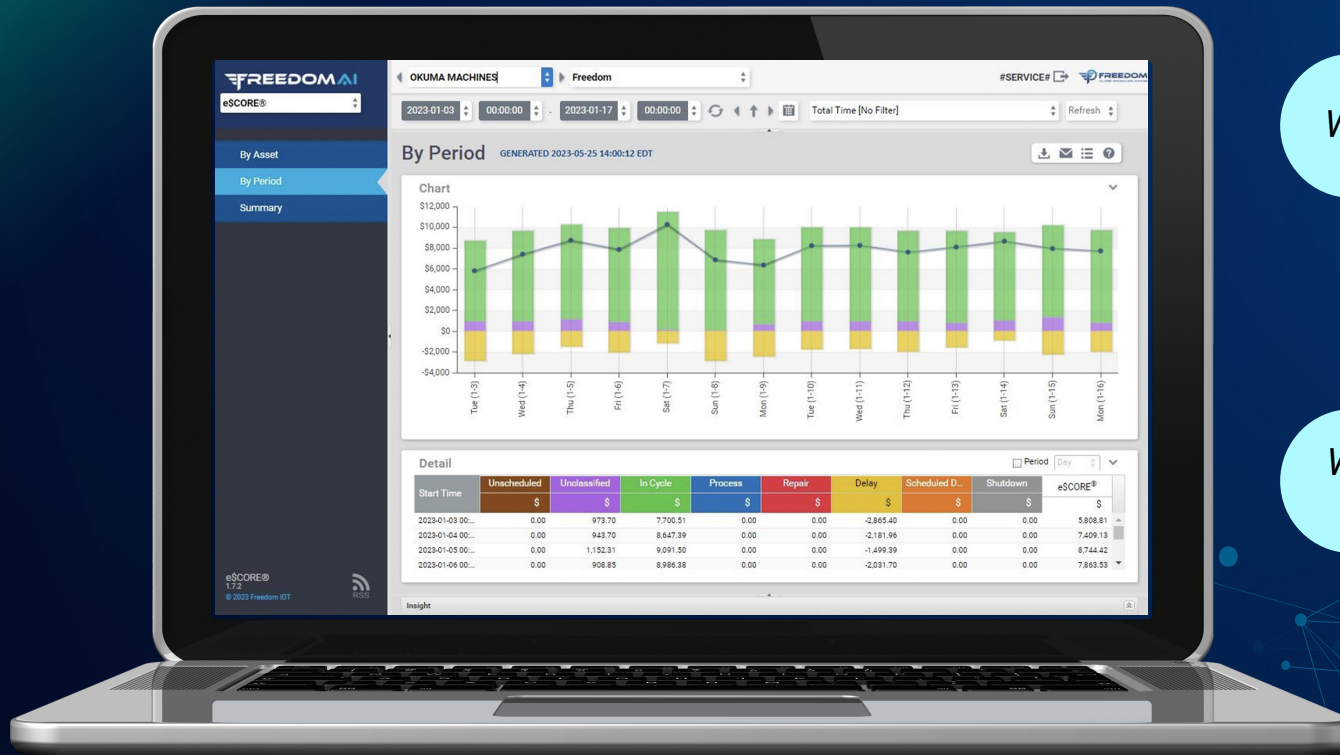 FREEDOMAI
OKUMA MACHINES Freedom #SERVICE# FREEDOM
e$CORE®
2023-01-03 00:00:00 - 2023-01-17 00:00:00 Total Time [No Filter] Refresh
By Asset
By Period
Summary
By Period GENERATED 2023-05-25 14:00:12 EDT
Chart
$12,000
$10,000
$8,000
$6,000
$4,000
$2,000
$0
-$2,000
-$4,000
Tue (1-3) Wed (1-4) Thu (1-5) Fri (1-6) Sat (1-7) Sun (1-8) Mon (1-9) Tue (1-10) Wed (1-11) Thu (1-12) Fri (1-13) Sat (1-14) Sun (1-15) Mon (1-16)
Detail Period Day
Start Time Unscheduled Unclassified In Cycle Process Repair Delay Scheduled D... Shutdown e$CORE®
$ $ $ $ $ $ $ $
2023-01-03 00:... 0.00 973.70 7,700.51 0.00 0.00 -2,865.40 0.00 0.00 5,808.81
2023-01-04 00:... 0.00 943.70 8,647.39 0.00 0.00 -2,181.96 0.00 0.00 7,409.13
2023-01-05 00:... 0.00 1,152.31 9,091.50 0.00 0.00 -1,499.39 0.00 0.00 8,744.42
2023-01-06 00:... 0.00 908.85 8,986.38 0.00 0.00 -2,031.70 0.00 0.00 7,863.53
e$CORE®
1.7.2
© 2023 Freedom IOT RSS
Insight